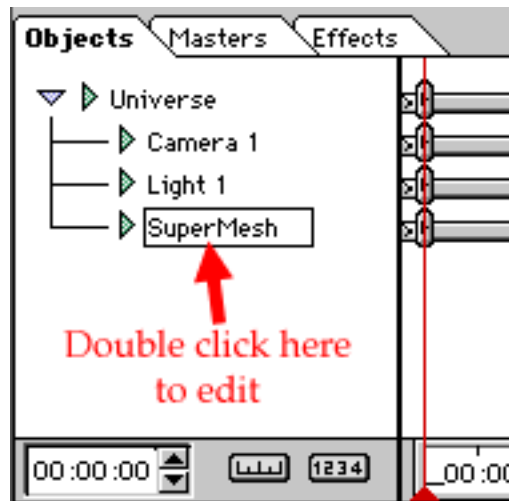 Objects Masters Effects
Universe
Camera 1
Light 1
SuperMesh
Double click here
to edit
00:00:00 1234 00:00